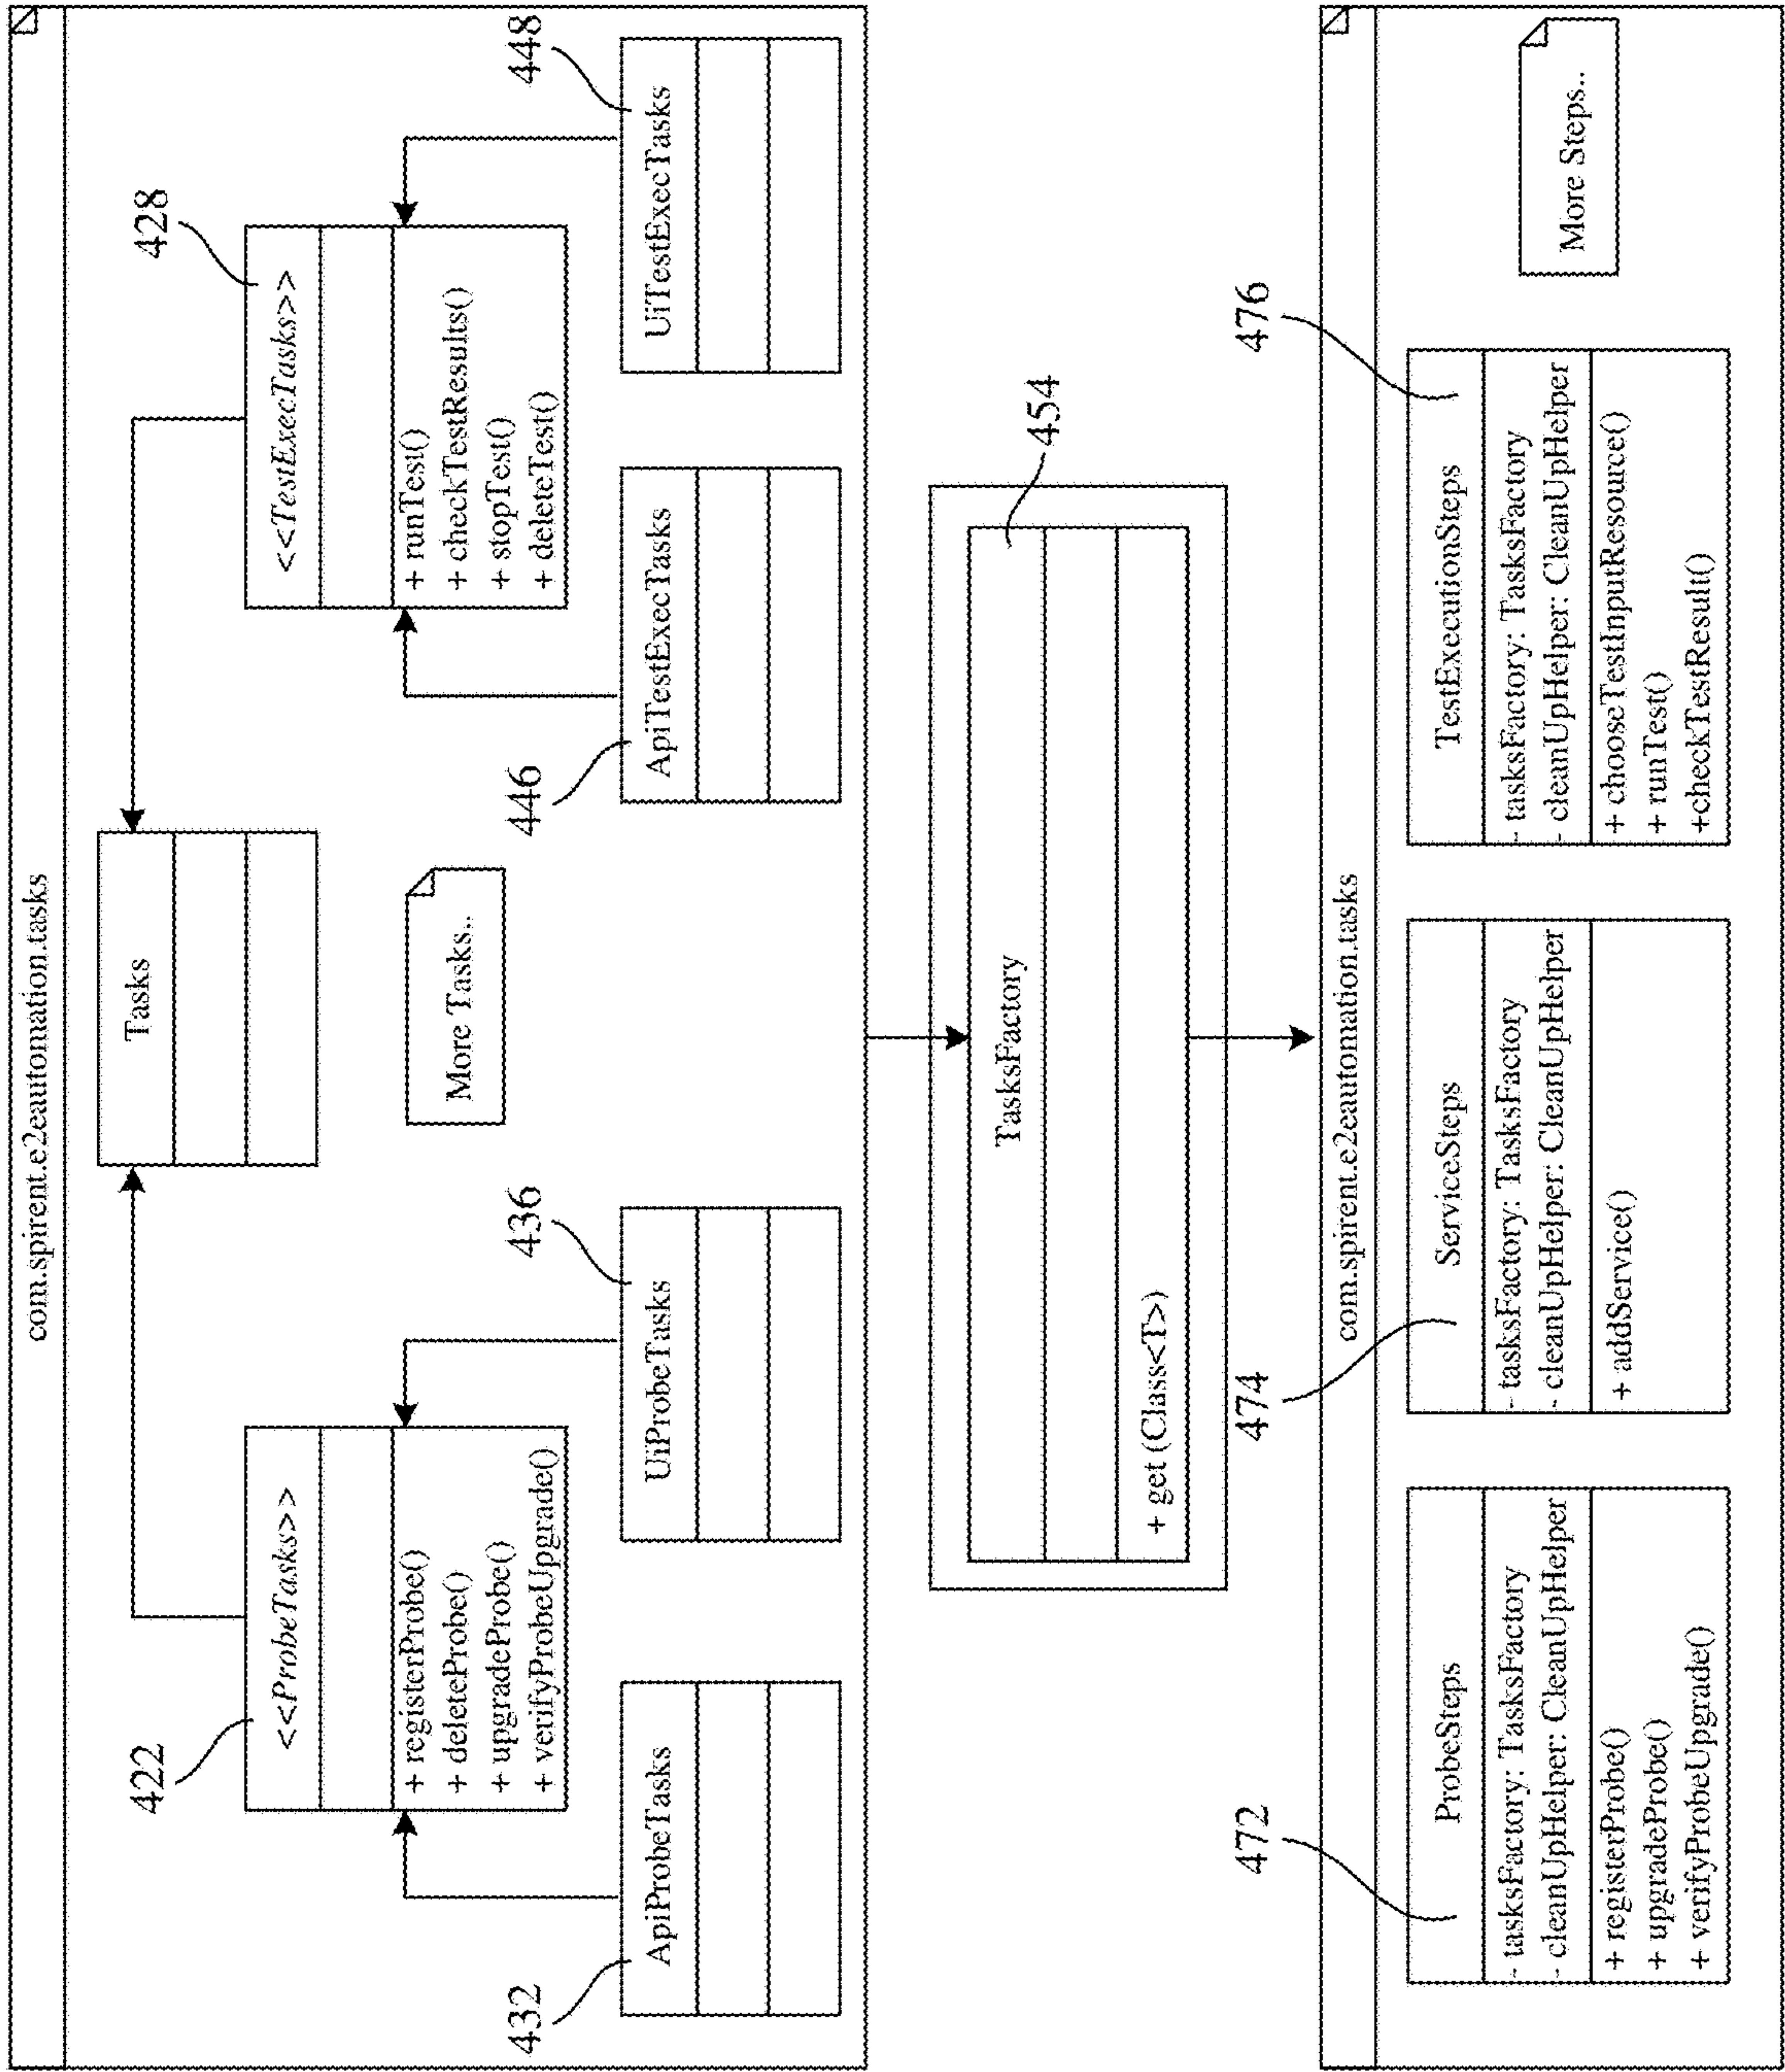 com.spirent.e2eautomation.tasks
Tasks
422
<<ProbeTasks>>
+ registerProbe()
+ deleteProbe()
+ upgradeProbe()
+ verifyProbeUpgrade()
428
<<TestExecTasks>>
+ runTest()
+ checkTestResults()
+ stopTest()
+ deleteTest()
More Tasks..
432
ApiProbeTasks
436
UiProbeTasks
446
ApiTestExecTasks
448
UiTestExecTasks
454
TasksFactory
+ get (Class<T>)
com.spirent.e2eautomation.tasks
472
ProbeSteps
- tasksFactory: TasksFactory
- cleanUpHelper: CleanUpHelper
+ registerProbe()
+ upgradeProbe()
+ verifyProbeUpgrade()
474
ServiceSteps
- tasksFactory: TasksFactory
- cleanUpHelper: CleanUpHelper
+ addService()
476
TestExecutionSteps
- tasksFactory: TasksFactory
- cleanUpHelper: CleanUpHelper
+ chooseTestInputResource()
+ runTest()
+checkTestResult()
More Steps..